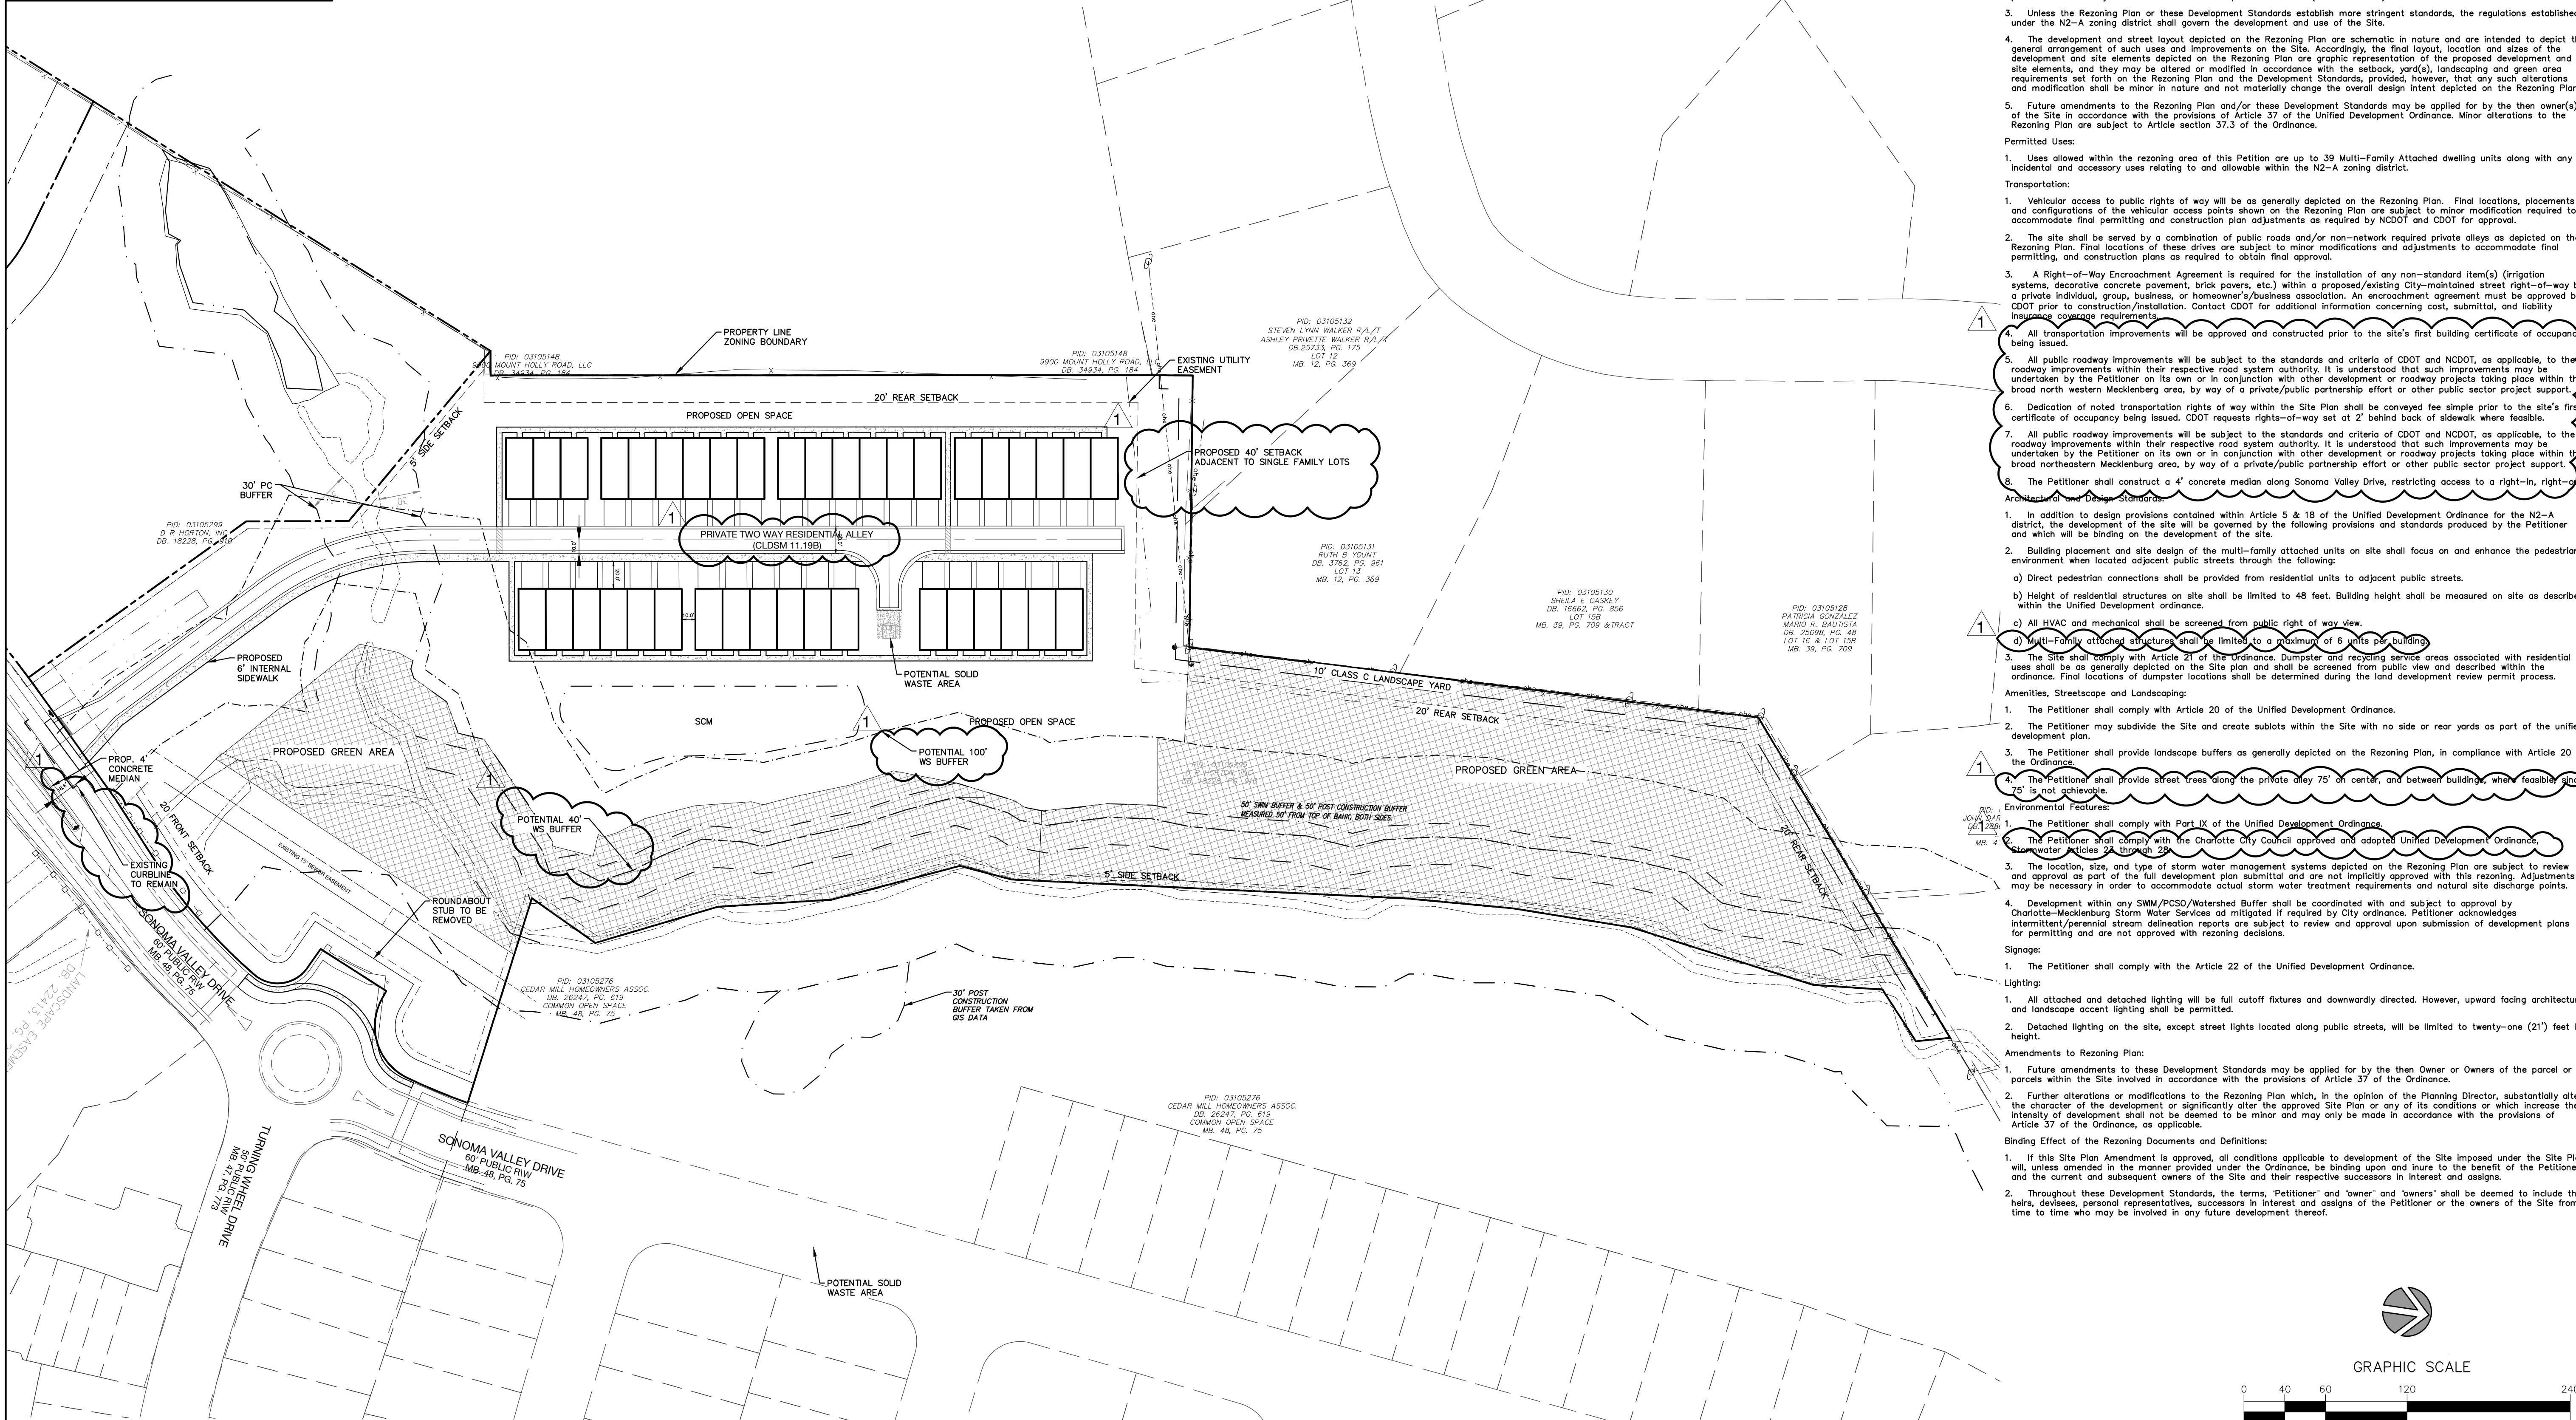 PROPERTY LINE
ZONING BOUNDARY
PID: 03105148
9900 MOUNT HOLLY ROAD, LLC
DB. 34934, PG. 184
PID: 03105148
9900 MOUNT HOLLY ROAD, LLC
DB. 34934, PG. 184
EXISTING UTILITY
EASEMENT
PID: 03105132
STEVEN LYNN WALKER R/L/T
ASHLEY PRIVETTE WALKER R/L/T
DB.25733, PG. 175
LOT 12
MB. 12, PG. 369
20' REAR SETBACK
PROPOSED OPEN SPACE
1
5' SIDE SETBACK
PROPOSED 40' SETBACK
ADJACENT TO SINGLE FAMILY LOTS
30' PC
BUFFER
30'
1
PID: 03105299
D R HORTON, INC
DB. 18228, PG. 910
PRIVATE TWO WAY RESIDENTIAL ALLEY
(CLDSM 11.19B)
10.0'
20.0'
10.0'
PID: 03105131
RUTH B YOUNT
DB. 3762, PG. 961
LOT 13
MB. 12, PG. 369
PID: 03105130
SHEILA E CASKEY
DB. 16662, PG. 856
LOT 15B
MB. 39, PG. 709 &TRACT
PID: 03105128
PATRICIA GONZALEZ
MARIO R. BAUTISTA
DB. 25698, PG. 48
LOT 16 & LOT 15B
MB. 39, PG. 709
PROPOSED
6' INTERNAL
SIDEWALK
POTENTIAL SOLID
WASTE AREA
10' CLASS C LANDSCAPE YARD
20' REAR SETBACK
SCM
1
PROPOSED OPEN SPACE
PROPOSED GREEN AREA
POTENTIAL 100'
WS BUFFER
PROPOSED GREEN AREA
PID: 03105299
D R HORTON, INC
DB. 18228, PG. 910
1
PROP. 4'
CONCRETE
MEDIAN
1
50' SWIM BUFFER & 50' POST CONSTRUCTION BUFFER
MEASURED 50' FROM TOP OF BANK, BOTH SIDES.
POTENTIAL 40'
WS BUFFER
20' FRONT SETBACK
20' REAR SETBACK
EXISTING 15' SEWER EASEMENT
EXISTING
CURBLINE
TO REMAIN
5' SIDE SETBACK
ROUNDABOUT
STUB TO BE
REMOVED
SONOMA VALLEY DRIVE
60' PUBLIC R\W
MB. 48, PG. 75
LANDSCAPE EASEME
DB. 22413, PG.
PID: 03105276
CEDAR MILL HOMEOWNERS ASSOC.
DB. 26247, PG. 619
COMMON OPEN SPACE
MB. 48, PG. 75
30' POST
CONSTRUCTION
BUFFER TAKEN FROM
GIS DATA
PID: 03105276
CEDAR MILL HOMEOWNERS ASSOC.
DB. 26247, PG. 619
COMMON OPEN SPACE
MB. 48, PG. 75
SONOMA VALLEY DRIVE
60' PUBLIC R\W
MB. 48, PG. 75
TURNING WHEEL DRIVE
50' PUBLIC R\W
MB. 47, PG. 773
POTENTIAL SOLID
WASTE AREA
3. Unless the Rezoning Plan or these Development Standards establish more stringent standards, the regulations established
under the N2-A zoning district shall govern the development and use of the Site.
4. The development and street layout depicted on the Rezoning Plan are schematic in nature and are intended to depict th
general arrangement of such uses and improvements on the Site. Accordingly, the final layout, location and sizes of the
development and site elements depicted on the Rezoning Plan are graphic representation of the proposed development and
site elements, and they may be altered or modified in accordance with the setback, yard(s), landscaping and green area
requirements set forth on the Rezoning Plan and the Development Standards, provided, however, that any such alterations
and modification shall be minor in nature and not materially change the overall design intent depicted on the Rezoning Plan
5. Future amendments to the Rezoning Plan and/or these Development Standards may be applied for by the then owner(s)
of the Site in accordance with the provisions of Article 37 of the Unified Development Ordinance. Minor alterations to the
Rezoning Plan are subject to Article section 37.3 of the Ordinance.
Permitted Uses:
1. Uses allowed within the rezoning area of this Petition are up to 39 Multi-Family Attached dwelling units along with any
incidental and accessory uses relating to and allowable within the N2-A zoning district.
Transportation:
1. Vehicular access to public rights of way will be as generally depicted on the Rezoning Plan. Final locations, placements
and configurations of the vehicular access points shown on the Rezoning Plan are subject to minor modification required to
accommodate final permitting and construction plan adjustments as required by NCDOT and CDOT for approval.
2. The site shall be served by a combination of public roads and/or non-network required private alleys as depicted on the
Rezoning Plan. Final locations of these drives are subject to minor modifications and adjustments to accommodate final
permitting, and construction plans as required to obtain final approval.
3. A Right-of-Way Encroachment Agreement is required for the installation of any non-standard item(s) (irrigation
systems, decorative concrete pavement, brick pavers, etc.) within a proposed/existing City-maintained street right-of-way b
a private individual, group, business, or homeowner's/business association. An encroachment agreement must be approved b
CDOT prior to construction/installation. Contact CDOT for additional information concerning cost, submittal, and liability
insurance coverage requirements.
1
4. All transportation improvements will be approved and constructed prior to the site's first building certificate of occupanc
being issued.
5. All public roadway improvements will be subject to the standards and criteria of CDOT and NCDOT, as applicable, to the
roadway improvements within their respective road system authority. It is understood that such improvements may be
undertaken by the Petitioner on its own or in conjunction with other development or roadway projects taking place within th
broad north western Mecklenberg area, by way of a private/public partnership effort or other public sector project support.
6. Dedication of noted transportation rights of way within the Site Plan shall be conveyed fee simple prior to the site's firs
certificate of occupancy being issued. CDOT requests rights-of-way set at 2' behind back of sidewalk where feasible.
7. All public roadway improvements will be subject to the standards and criteria of CDOT and NCDOT, as applicable, to the
roadway improvements within their respective road system authority. It is understood that such improvements may be
undertaken by the Petitioner on its own or in conjunction with other development or roadway projects taking place within th
broad northeastern Mecklenburg area, by way of a private/public partnership effort or other public sector project support.
8. The Petitioner shall construct a 4' concrete median along Sonoma Valley Drive, restricting access to a right-in, right-o
Architectural and Design Standards:
1. In addition to design provisions contained within Article 5 & 18 of the Unified Development Ordinance for the N2-A
district, the development of the site will be governed by the following provisions and standards produced by the Petitioner
and which will be binding on the development of the site.
2. Building placement and site design of the multi-family attached units on site shall focus on and enhance the pedestrian
environment when located adjacent public streets through the following:
a) Direct pedestrian connections shall be provided from residential units to adjacent public streets.
b) Height of residential structures on site shall be limited to 48 feet. Building height shall be measured on site as describe
within the Unified Development ordinance.
c) All HVAC and mechanical shall be screened from public right of way view.
1
d) Multi-Family attached structures shall be limited to a maximum of 6 units per building.
3. The Site shall comply with Article 21 of the Ordinance. Dumpster and recycling service areas associated with residential
uses shall be as generally depicted on the Site plan and shall be screened from public view and described within the
ordinance. Final locations of dumpster locations shall be determined during the land development review permit process.
Amenities, Streetscape and Landscaping:
1. The Petitioner shall comply with Article 20 of the Unified Development Ordinance.
2. The Petitioner may subdivide the Site and create sublots within the Site with no side or rear yards as part of the unifie
development plan.
3. The Petitioner shall provide landscape buffers as generally depicted on the Rezoning Plan, in compliance with Article 20
the Ordinance.
1
4. The Petitioner shall provide street trees along the private alley 75' on center, and between buildings, where feasible, sinc
75' is not achievable.
Environmental Features:
1. The Petitioner shall comply with Part IX of the Unified Development Ordinance.
1
2. The Petitioner shall comply with the Charlotte City Council approved and adopted Unified Development Ordinance,
Stormwater Articles 23 through 28.
3. The location, size, and type of storm water management systems depicted on the Rezoning Plan are subject to review
and approval as part of the full development plan submittal and are not implicitly approved with this rezoning. Adjustments
may be necessary in order to accommodate actual storm water treatment requirements and natural site discharge points.
4. Development within any SWIM/PCSO/Watershed Buffer shall be coordinated with and subject to approval by
Charlotte-Mecklenburg Storm Water Services ad mitigated if required by City ordinance. Petitioner acknowledges
intermittent/perennial stream delineation reports are subject to review and approval upon submission of development plans
for permitting and are not approved with rezoning decisions.
Signage:
1. The Petitioner shall comply with the Article 22 of the Unified Development Ordinance.
Lighting:
1. All attached and detached lighting will be full cutoff fixtures and downwardly directed. However, upward facing architectur
and landscape accent lighting shall be permitted.
2. Detached lighting on the site, except street lights located along public streets, will be limited to twenty-one (21') feet i
height.
Amendments to Rezoning Plan:
1. Future amendments to these Development Standards may be applied for by the then Owner or Owners of the parcel or
parcels within the Site involved in accordance with the provisions of Article 37 of the Ordinance.
2. Further alterations or modifications to the Rezoning Plan which, in the opinion of the Planning Director, substantially alte
the character of the development or significantly alter the approved Site Plan or any of its conditions or which increase the
intensity of development shall not be deemed to be minor and may only be made in accordance with the provisions of
Article 37 of the Ordinance, as applicable.
Binding Effect of the Rezoning Documents and Definitions:
1. If this Site Plan Amendment is approved, all conditions applicable to development of the Site imposed under the Site Pla
will, unless amended in the manner provided under the Ordinance, be binding upon and inure to the benefit of the Petitione
and the current and subsequent owners of the Site and their respective successors in interest and assigns.
2. Throughout these Development Standards, the terms, "Petitioner" and "owner" and "owners" shall be deemed to include th
heirs, devisees, personal representatives, successors in interest and assigns of the Petitioner or the owners of the Site from
time to time who may be involved in any future development thereof.
GRAPHIC SCALE
0 40 60 120 240